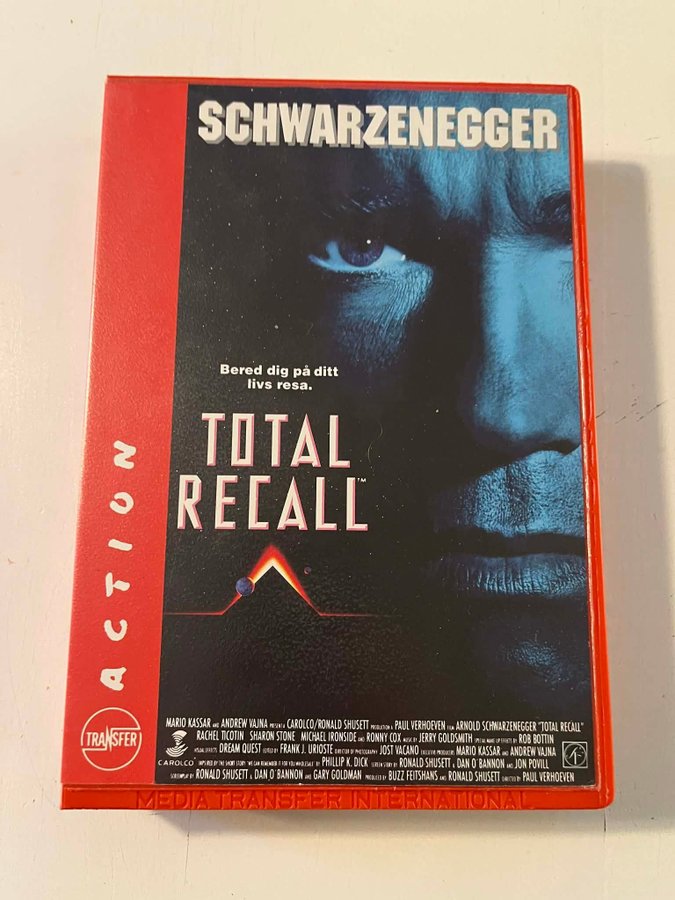 SCHWARZENEGGER
Bered dig på ditt
livs resa.
TOTAL
RECALL™
ACTION
TRANSFER
MARIO KASSAR AND ANDREW VAJNA PRESENT A CAROLCO/RONALD SHUSETT PRODUCTION A PAUL VERHOEVEN FILM ARNOLD SCHWARZENEGGER "TOTAL RECALL"
RACHEL TICOTIN SHARON STONE MICHAEL IRONSIDE AND RONNY COX MUSIC BY JERRY GOLDSMITH SPECIAL MAKE-UP EFFECTS BY ROB BOTTIN
VISUAL EFFECTS DREAM QUEST EDITED BY FRANK J. URIOSTE DIRECTOR OF PHOTOGRAPHY JOST VACANO EXECUTIVE PRODUCERS MARIO KASSAR AND ANDREW VAJNA
CAROLCO INSPIRED BY THE SHORT STORY "WE CAN REMEMBER IT FOR YOU WHOLESALE" BY PHILLIP K. DICK SCREEN STORY BY RONALD SHUSETT & DAN O'BANNON AND JON POVILL
SCREENPLAY BY RONALD SHUSETT & DAN O'BANNON AND GARY GOLDMAN PRODUCED BY BUZZ FEITSHANS AND RONALD SHUSETT DIRECTED BY PAUL VERHOEVEN
MEDIA TRANSFER INTERNATIONAL